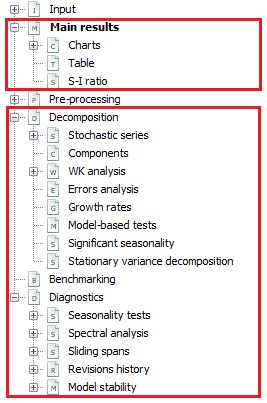 I Input
M Main results
C Charts
T Table
S S-I ratio
P Pre-processing
D Decomposition
S Stochastic series
C Components
W WK analysis
E Errors analysis
G Growth rates
M Model-based tests
S Significant seasonality
S Stationary variance decomposition
B Benchmarking
D Diagnostics
S Seasonality tests
S Spectral analysis
S Sliding spans
R Revisions history
M Model stability